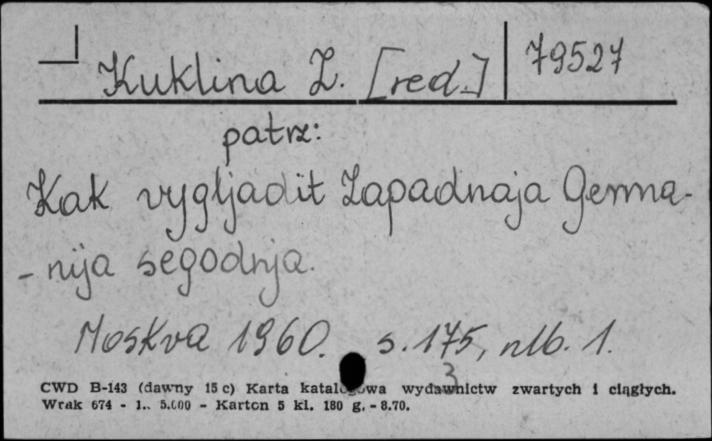 Kuklina Z. [red.] 79527
patrz:
Kak vygljadit Zapadnaja Germa-
- nija segodnja.
Moskva 1960. s. 175, nlb. 1.
3
CWD B-143 (dawny 15 c) Karta katalogowa wydawnictw zwartych i ciągłych.
Wrak 674 - 1.. 5.000 - Karton 5 kl. 180 g. - 8.70.